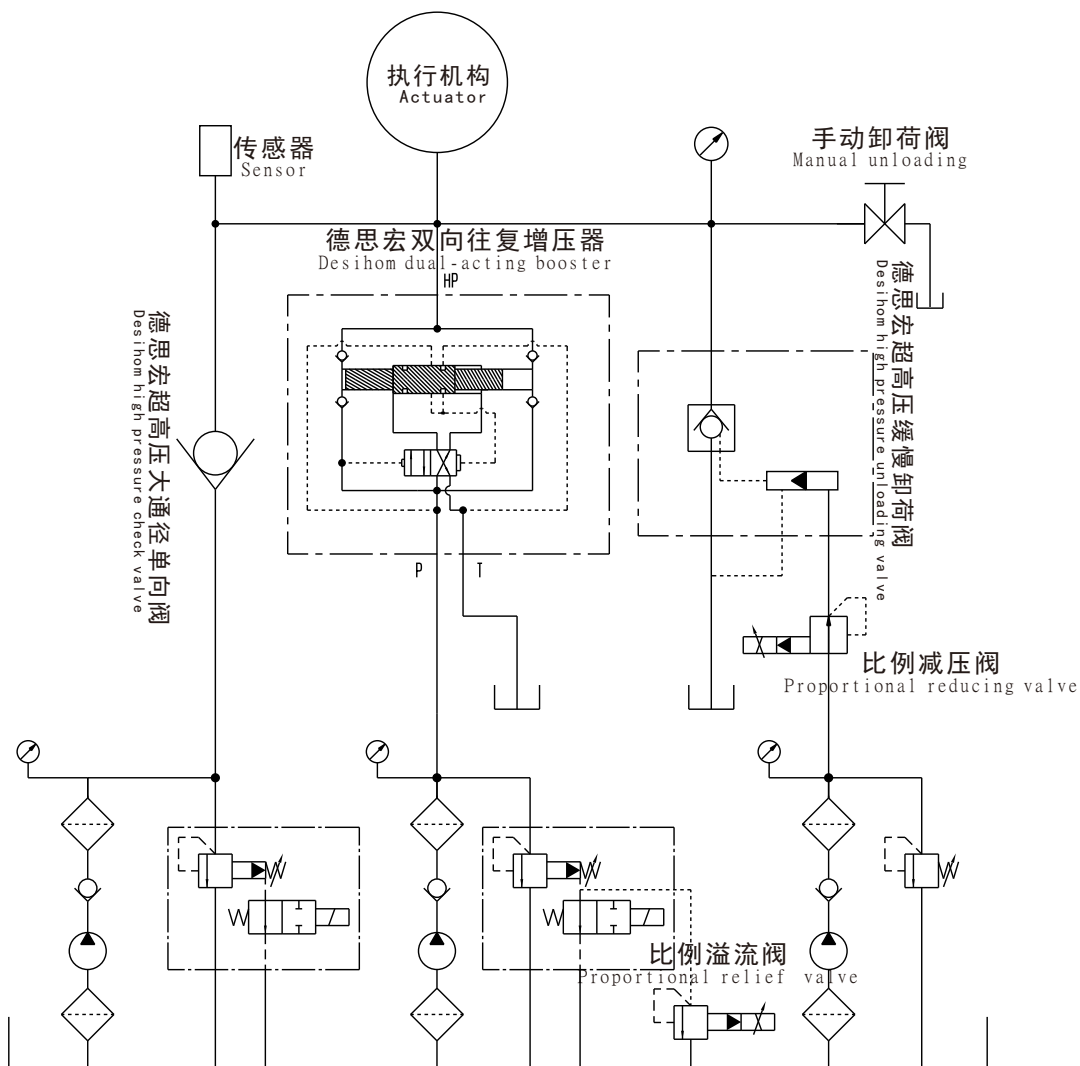 执行机构
Actuator
传感器
Sensor
手动卸荷阀
Manual unloading
德思宏双向往复增压器
Desihom dual-acting booster
HP
德思宏超高压大通径单向阀
Desihom high pressure check valve
德思宏超高压缓慢卸荷阀
Desihom high pressure unloading valve
P
T
比例减压阀
Proportional reducing valve
比例溢流阀
Proportional relief valve